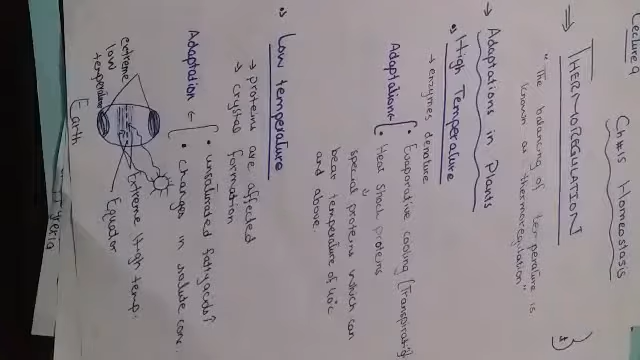 Lecture 9
Ch#15 Homeostasis
⇒ THERMOREGULATION
"The balancing of temperature is
known as thermoregulation"
→ Adaptations in Plants
High Temperature
→ enzymes denature
Adaptations
• Evaporative cooling (Transpiration)
• Heat shock proteins
special proteins which can
bear temperature of 40°C
and above.
Low temperature
→ proteins are affected
→ crystal formation
Adaptation
• unsaturated fatty acids↑
• changes in solute conc.
extreme
low
temperature
Extreme High temp.
Equator
Earth